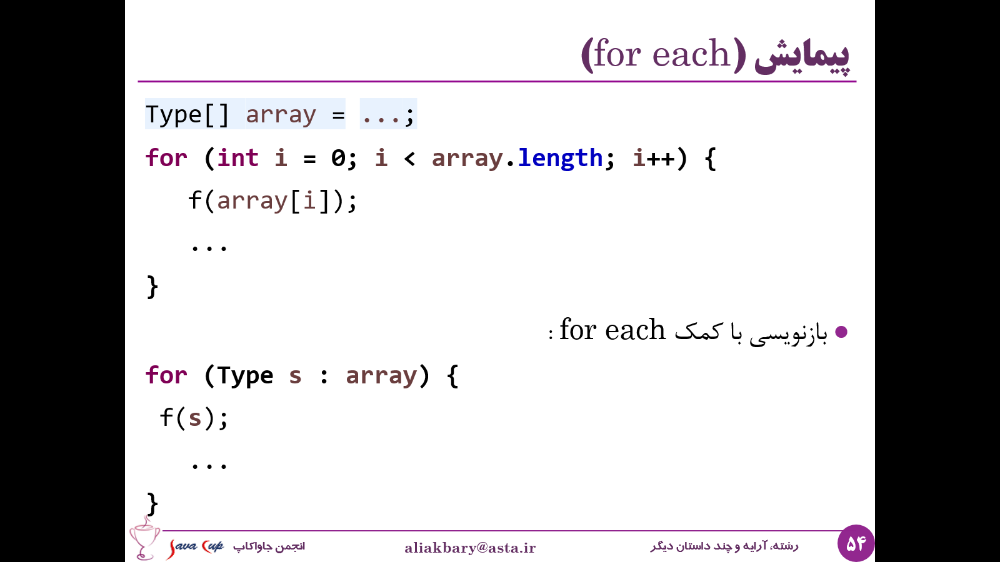 پیمایش (for each)
Type[] array = ...;
for (int i = 0; i < array.length; i++) {
f(array[i]);
...
}
بازنویسی با کمک for each :
for (Type s : array) {
f(s);
...
}
۵۴
رشته، آرایه و چند داستان دیگر
aliakbary@asta.ir
انجمن جاواکاپ
Java Cup